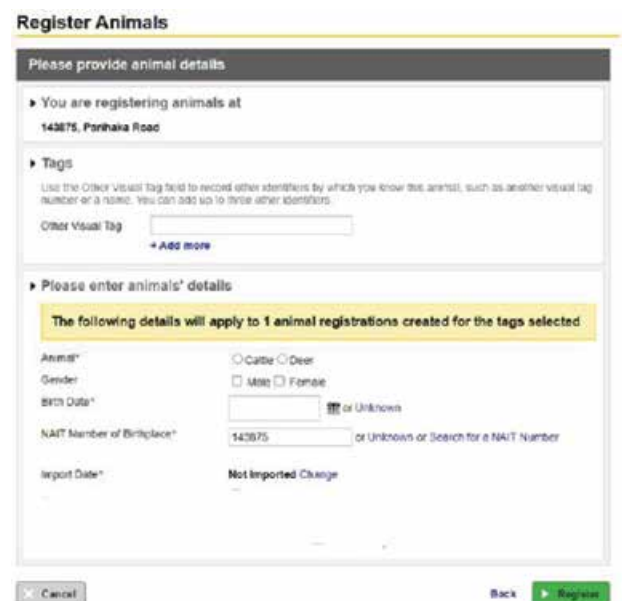 Register Animals
Please provide animal details
You are registering animals at
143875, Parihaka Road
Tags
Use the Other Visual Tag field to record other identifiers by which you know this animal, such as another visual tag
number or a name. You can add up to three other identifiers.
Other Visual Tag
+ Add more
Please enter animals' details
The following details will apply to 1 animal registrations created for the tags selected
Animal* Cattle Deer
Gender Male Female
Birth Date* or Unknown
NAIT Number of Birthplace* 143875 or Unknown or Search for a NAIT Number
Import Date* Not Imported Change
Cancel Back Register